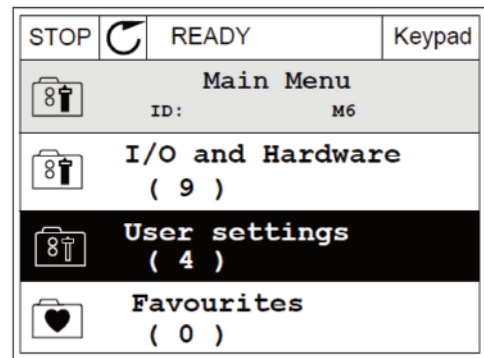 STOP READY Keypad
Main Menu
ID: M6
I/O and Hardware
( 9 )
User settings
( 4 )
Favourites
( 0 )